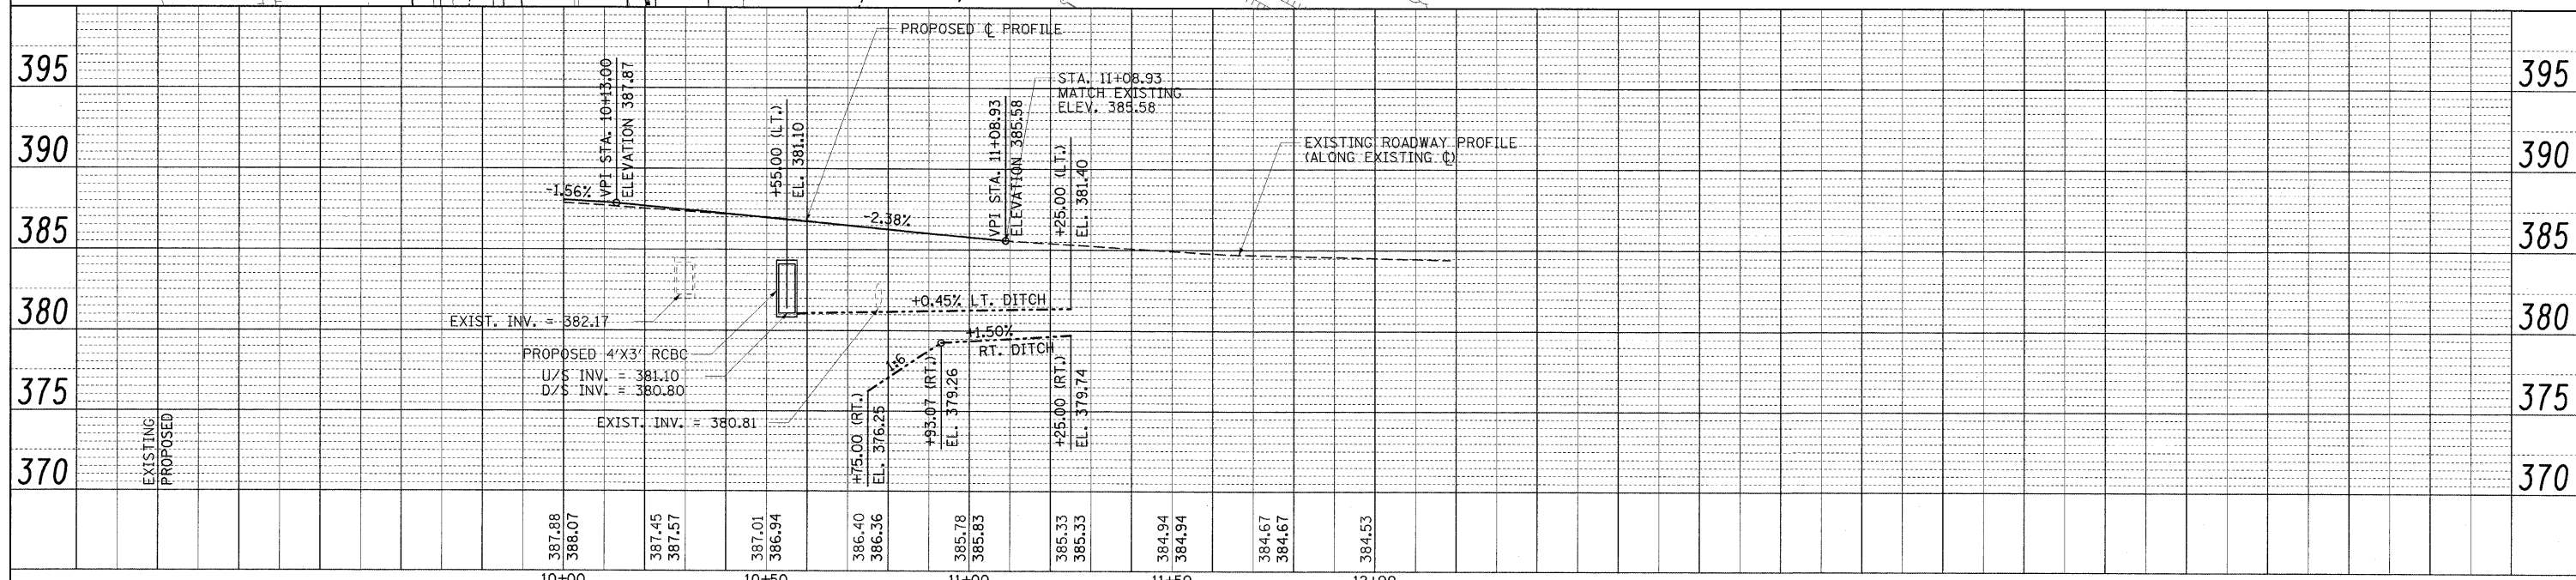 PROPOSED ℄ PROFILE
395
395
VPI STA. 10+13.00
ELEVATION 387.87
STA. 11+08.93
MATCH EXISTING
ELEV. 385.58
+55.00 (LT.)
EL. 381.10
VPI STA. 11+08.93
ELEVATION 385.58
+25.00 (LT.)
EL. 381.40
EXISTING ROADWAY PROFILE
(ALONG EXISTING ℄)
390
390
-1.56%
-2.38%
385
385
+0.45% LT. DITCH
380
EXIST. INV. = 382.17
380
+1.50%
RT. DITCH
PROPOSED 4'X3' RCBC
U/S INV. = 381.10
D/S INV. = 380.80
1:6
375
375
EXIST. INV. = 380.81
+75.00 (RT.)
EL. 376.25
+93.07 (RT.)
EL. 379.26
+25.00 (RT.)
EL. 379.74
EXISTING
PROPOSED
370
370
387.88
388.07
387.45
387.57
387.01
386.94
386.40
386.36
385.78
385.83
385.33
385.33
384.94
384.94
384.67
384.67
384.53
10+00
10+50
11+00
11+50
12+00